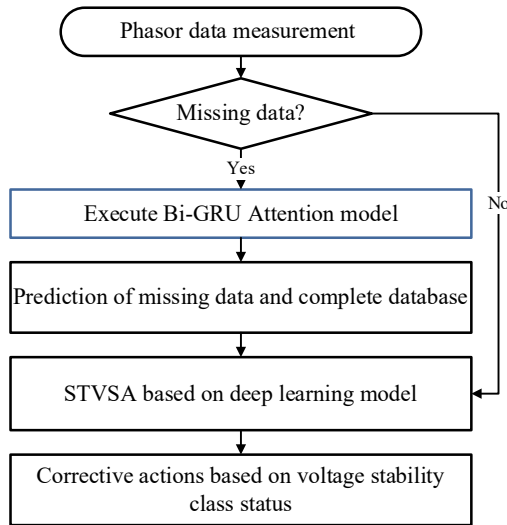 Phasor data measurement
Missing data?
Yes
No
Execute Bi-GRU Attention model
Prediction of missing data and complete database
STVSA based on deep learning model
Corrective actions based on voltage stability
class status